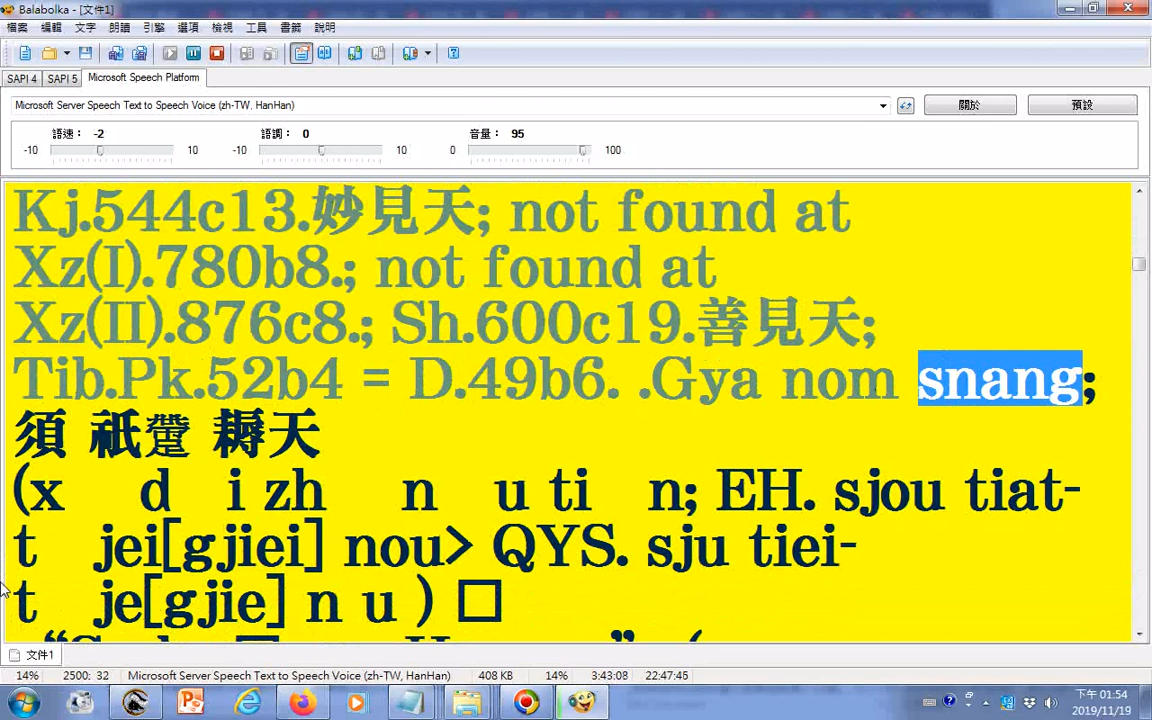 Balabolka - [文件1]
檔案 編輯 文字 朗讀 引擎 選項 檢視 工具 書籤 說明
SAPI 4 SAPI 5 Microsoft Speech Platform
Microsoft Server Speech Text to Speech Voice (zh-TW, HanHan) 關於 預設
語速： -2 語調： 0 音量： 95
-10 10 -10 10 0 100
Kj.544c13.妙見天; not found at
Xz(I).780b8.; not found at
Xz(II).876c8.; Sh.600c19.善見天;
Tib.Pk.52b4 = D.49b6. .Gya nom snang;
須 祇 耨天
(x d i zh n u ti n; EH. sjou tiat-
t jei[gjiei] nou> QYS. sju tiei-
t je[gjie] n u ) □
文件1
14% 2500: 32 Microsoft Server Speech Text to Speech Voice (zh-TW, HanHan) 408 KB 14% 3:43:08 22:47:45
下午 01:54
2019/11/19